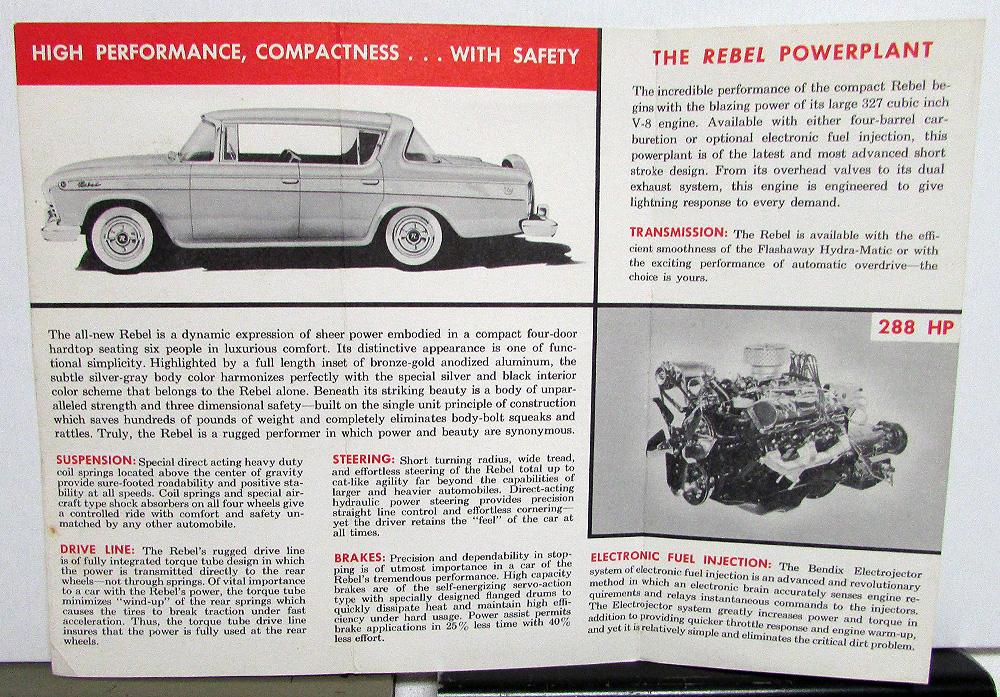 HIGH PERFORMANCE, COMPACTNESS . . . WITH SAFETY
Rebel
R
R
The all-new Rebel is a dynamic expression of sheer power embodied in a compact four-door
hardtop seating six people in luxurious comfort. Its distinctive appearance is one of func-
tional simplicity. Highlighted by a full length inset of bronze-gold anodized aluminum, the
subtle silver-gray body color harmonizes perfectly with the special silver and black interior
color scheme that belongs to the Rebel alone. Beneath its striking beauty is a body of unpar-
alleled strength and three dimensional safety—built on the single unit principle of construction
which saves hundreds of pounds of weight and completely eliminates body-bolt squeaks and
rattles. Truly, the Rebel is a rugged performer in which power and beauty are synonymous.
SUSPENSION: Special direct acting heavy duty
coil springs located above the center of gravity
provide sure-footed roadability and positive sta-
bility at all speeds. Coil springs and special air-
craft type shock absorbers on all four wheels give
a controlled ride with comfort and safety un-
matched by any other automobile.
DRIVE LINE: The Rebel's rugged drive line
is of fully integrated torque tube design in which
the power is transmitted directly to the rear
wheels—not through springs. Of vital importance
to a car with the Rebel's power, the torque tube
minimizes "wind-up" of the rear springs which
causes the tires to break traction under fast
acceleration. Thus, the torque tube drive line
insures that the power is fully used at the rear
wheels.
STEERING: Short turning radius, wide tread,
and effortless steering of the Rebel total up to
cat-like agility far beyond the capabilities of
larger and heavier automobiles. Direct-acting
hydraulic power steering provides precision
straight line control and effortless cornering—
yet the driver retains the "feel" of the car at
all times.
BRAKES: Precision and dependability in stop-
ping is of utmost importance in a car of the
Rebel's tremendous performance. High capacity
brakes are of the self-energizing servo-action
type with specially designed flanged drums to
quickly dissipate heat and maintain high effi-
ciency under hard usage. Power assist permits
brake applications in 25% less time with 40%
less effort.
THE REBEL POWERPLANT
The incredible performance of the compact Rebel be-
gins with the blazing power of its large 327 cubic inch
V-8 engine. Available with either four-barrel car-
buretion or optional electronic fuel injection, this
powerplant is of the latest and most advanced short
stroke design. From its overhead valves to its dual
exhaust system, this engine is engineered to give
lightning response to every demand.
TRANSMISSION: The Rebel is available with the effi-
cient smoothness of the Flashaway Hydra-Matic or with
the exciting performance of automatic overdrive—the
choice is yours.
288 HP
ELECTRONIC FUEL INJECTION: The Bendix Electrojector
system of electronic fuel injection is an advanced and revolutionary
method in which an electronic brain accurately senses engine re-
quirements and relays instantaneous commands to the injectors.
The Electrojector system greatly increases power and torque in
addition to providing quicker throttle response and engine warm-up,
and yet it is relatively simple and eliminates the critical dirt problem.